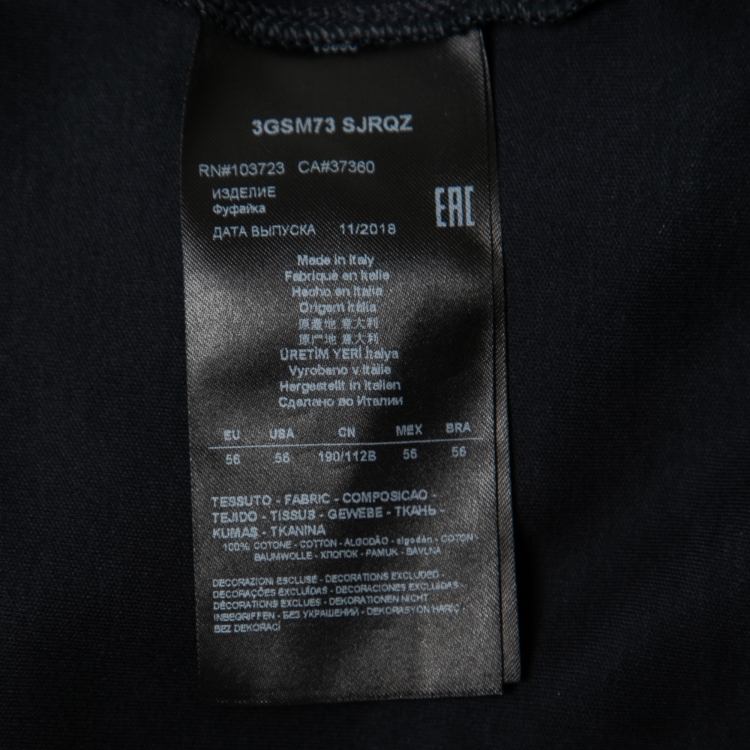 3GSM73 SJRQZ
RN#103723 CA#37360
ИЗДЕЛИЕ
Фуфайка
EAC
ДАТА ВЫПУСКА 11/2018
Made in Italy
Fabriqué en Italie
Hecho en Italia
Origem Itália
原產地 意大利
原产地 意大利
ÜRETİM YERİ İtalya
Vyrobeno v Itálie
Hergestellt in Italien
Сделано во Италии
EU USA CN MEX BRA
56 56 190/112B 56 56
TESSUTO - FABRIC - COMPOSICAO -
TEJIDO - TISSUS - GEWEBE - ТКАНЬ -
KUMAŞ - TKANINA
100% COTONE - COTTON - ALGODÃO - algodón - COTON -
BAUMWOLLE - ХЛОПОК - PAMUK - BAVLNA
DECORAZIONI ESCLUSE - DECORATIONS EXCLUDED -
DECORAÇÕES EXCLUÍDAS - DECORACIONES EXCLUIDAS -
DÉCORATIONS EXCLUES - DEKORATIONEN NICHT
INBEGRIFFEN - БЕЗ УКРАШЕНИЙ - DEKORASYON HARİÇ -
BEZ DEKORACÍ